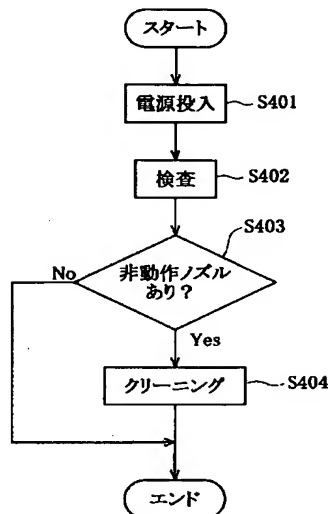 スタート
電源投入
S401
検査
S402
S403
非動作ノズル
あり?
No
Yes
クリーニング
S404
エンド